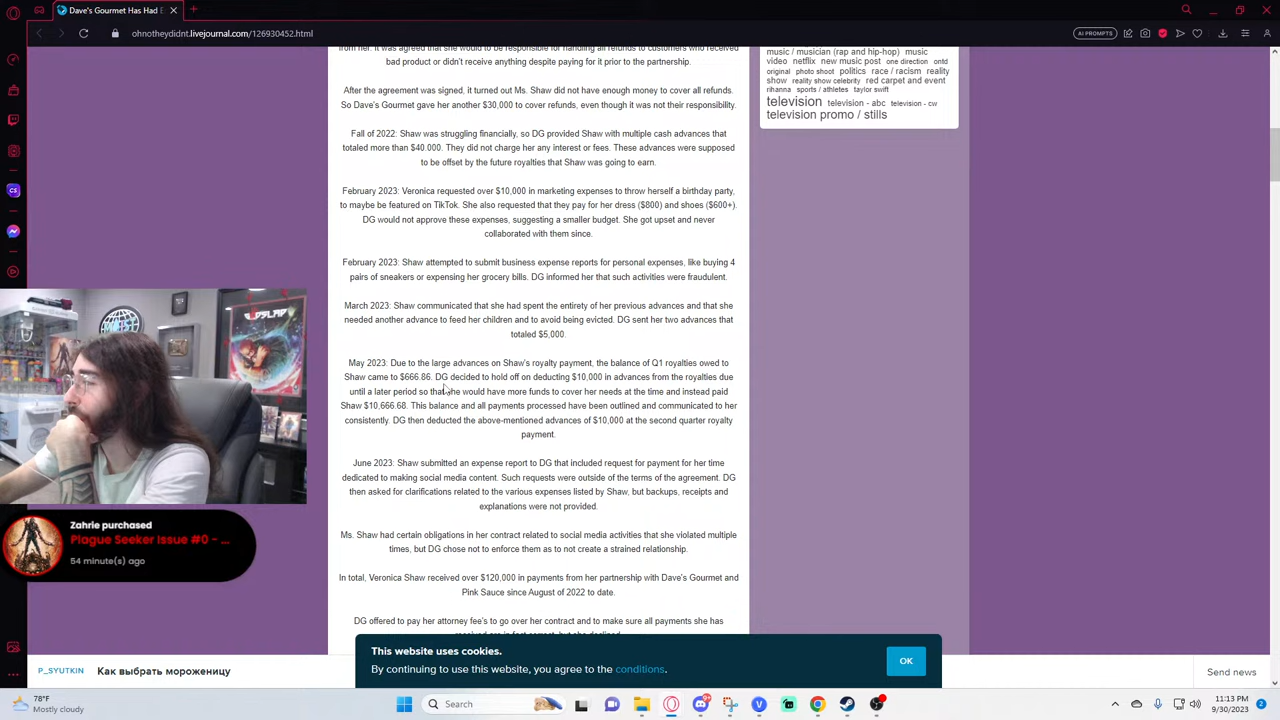 Dave's Gourmet Has Had E
ohnotheydidnt.livejournal.com/126930452.html
AI PROMPTS
from her. It was agreed that she would be responsible for handling all refunds to customers who received
bad product or didn't receive anything despite paying for it prior to the partnership.
After the agreement was signed, it turned out Ms. Shaw did not have enough money to cover all refunds.
So Dave's Gourmet gave her another $30,000 to cover refunds, even though it was not their responsibility.
Fall of 2022: Shaw was struggling financially, so DG provided Shaw with multiple cash advances that
totaled more than $40.000. They did not charge her any interest or fees. These advances were supposed
to be offset by the future royalties that Shaw was going to earn.
February 2023: Veronica requested over $10,000 in marketing expenses to throw herself a birthday party,
to maybe be featured on TikTok. She also requested that they pay for her dress ($800) and shoes ($600+).
DG would not approve these expenses, suggesting a smaller budget. She got upset and never
collaborated with them since.
February 2023: Shaw attempted to submit business expense reports for personal expenses, like buying 4
pairs of sneakers or expensing her grocery bills. DG informed her that such activities were fraudulent.
March 2023: Shaw communicated that she had spent the entirety of her previous advances and that she
needed another advance to feed her children and to avoid being evicted. DG sent her two advances that
totaled $5,000.
May 2023: Due to the large advances on Shaw's royalty payment, the balance of Q1 royalties owed to
Shaw came to $666.86. DG decided to hold off on deducting $10,000 in advances from the royalties due
until a later period so that she would have more funds to cover her needs at the time and instead paid
Shaw $10,666.68. This balance and all payments processed have been outlined and communicated to her
consistently. DG then deducted the above-mentioned advances of $10,000 at the second quarter royalty
payment.
June 2023: Shaw submitted an expense report to DG that included request for payment for her time
dedicated to making social media content. Such requests were outside of the terms of the agreement. DG
then asked for clarifications related to the various expenses listed by Shaw, but backups, receipts and
explanations were not provided.
Ms. Shaw had certain obligations in her contract related to social media activities that she violated multiple
times, but DG chose not to enforce them as to not create a strained relationship.
In total, Veronica Shaw received over $120,000 in payments from her partnership with Dave's Gourmet and
Pink Sauce since August of 2022 to date.
DG offered to pay her attorney fee's to go over her contract and to make sure all payments she has
received are in fact correct, but she declined.
music / musician (rap and hip-hop) music
video netflix new music post one direction ontd
original photo shoot politics race / racism reality
show reality show celebrity red carpet and event
rihanna sports / athletes taylor swift
television television - abc television - cw
television promo / stills
GODSLAP
Zahrie purchased
Plague Seeker Issue #0 - ...
54 minute(s) ago
This website uses cookies.
By continuing to use this website, you agree to the conditions.
OK
P_SYUTKIN Как выбрать мороженицу
Send news
78°F
Mostly cloudy
Search
9+
11:13 PM
9/30/2023
2